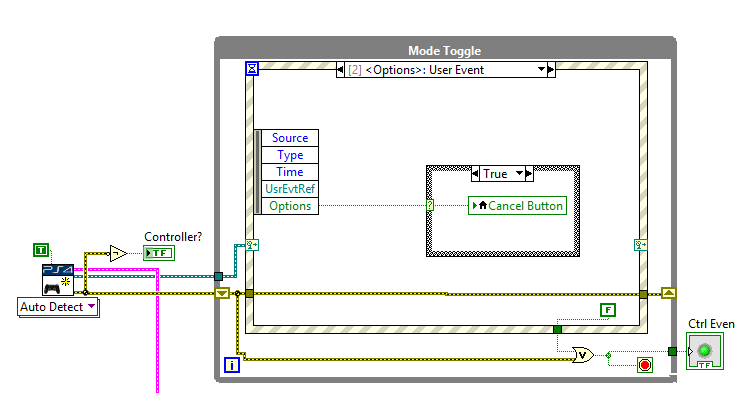 Mode Toggle
[2] <Options>: User Event
Source
Type
Time
UsrEvtRef
Options
True
?
Cancel Button
Controller?
T
TF
PS4
Auto Detect
F
Ctrl Even
V
i
TF